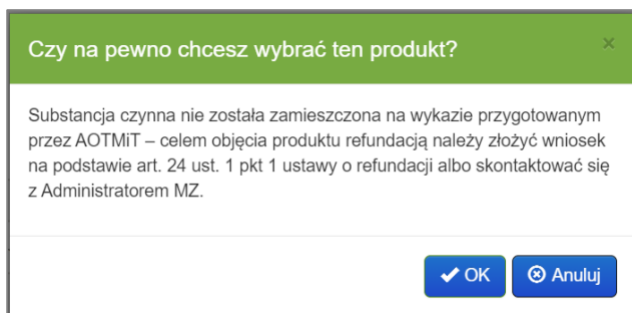 Czy na pewno chcesz wybrać ten produkt?
×
Substancja czynna nie została zamieszczona na wykazie przygotowanym
przez AOTMiT – celem objęcia produktu refundacją należy złożyć wniosek
na podstawie art. 24 ust. 1 pkt 1 ustawy o refundacji albo skontaktować się
z Administratorem MZ.
OK
Anuluj